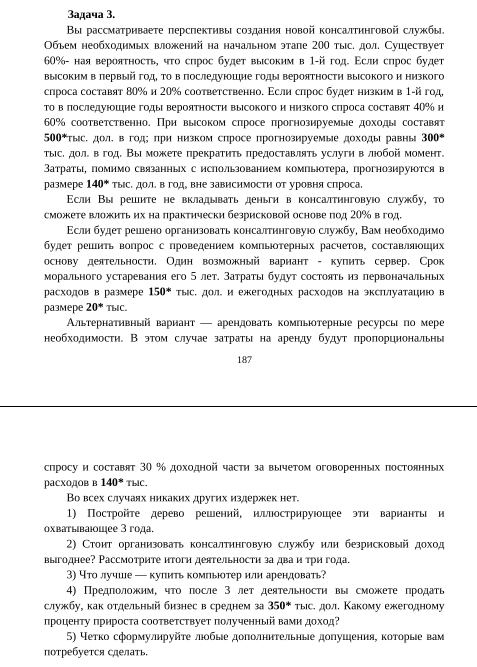 Задача 3.
Вы рассматриваете перспективы создания новой консалтинговой службы.
Объем необходимых вложений на начальном этапе 200 тыс. дол. Существует
60%- ная вероятность, что спрос будет высоким в 1-й год. Если спрос будет
высоким в первый год, то в последующие годы вероятности высокого и низкого
спроса составят 80% и 20% соответственно. Если спрос будет низким в 1-й год,
то в последующие годы вероятности высокого и низкого спроса составят 40% и
60% соответственно. При высоком спросе прогнозируемые доходы составят
500*тыс. дол. в год; при низком спросе прогнозируемые доходы равны 300*
тыс. дол. в год. Вы можете прекратить предоставлять услуги в любой момент.
Затраты, помимо связанных с использованием компьютера, прогнозируются в
размере 140* тыс. дол. в год, вне зависимости от уровня спроса.
Если Вы решите не вкладывать деньги в консалтинговую службу, то
сможете вложить их на практически безрисковой основе под 20% в год.
Если будет решено организовать консалтинговую службу, Вам необходимо
будет решить вопрос с проведением компьютерных расчетов, составляющих
основу деятельности. Один возможный вариант - купить сервер. Срок
морального устаревания его 5 лет. Затраты будут состоять из первоначальных
расходов в размере 150* тыс. дол. и ежегодных расходов на эксплуатацию в
размере 20* тыс.
Альтернативный вариант — арендовать компьютерные ресурсы по мере
необходимости. В этом случае затраты на аренду будут пропорциональны
187
спросу и составят 30 % доходной части за вычетом оговоренных постоянных
расходов в 140* тыс.
Во всех случаях никаких других издержек нет.
1) Постройте дерево решений, иллюстрирующее эти варианты и
охватывающее 3 года.
2) Стоит организовать консалтинговую службу или безрисковый доход
выгоднее? Рассмотрите итоги деятельности за два и три года.
3) Что лучше — купить компьютер или арендовать?
4) Предположим, что после 3 лет деятельности вы сможете продать
службу, как отдельный бизнес в среднем за 350* тыс. дол. Какому ежегодному
проценту прироста соответствует полученный вами доход?
5) Четко сформулируйте любые дополнительные допущения, которые вам
потребуется сделать.